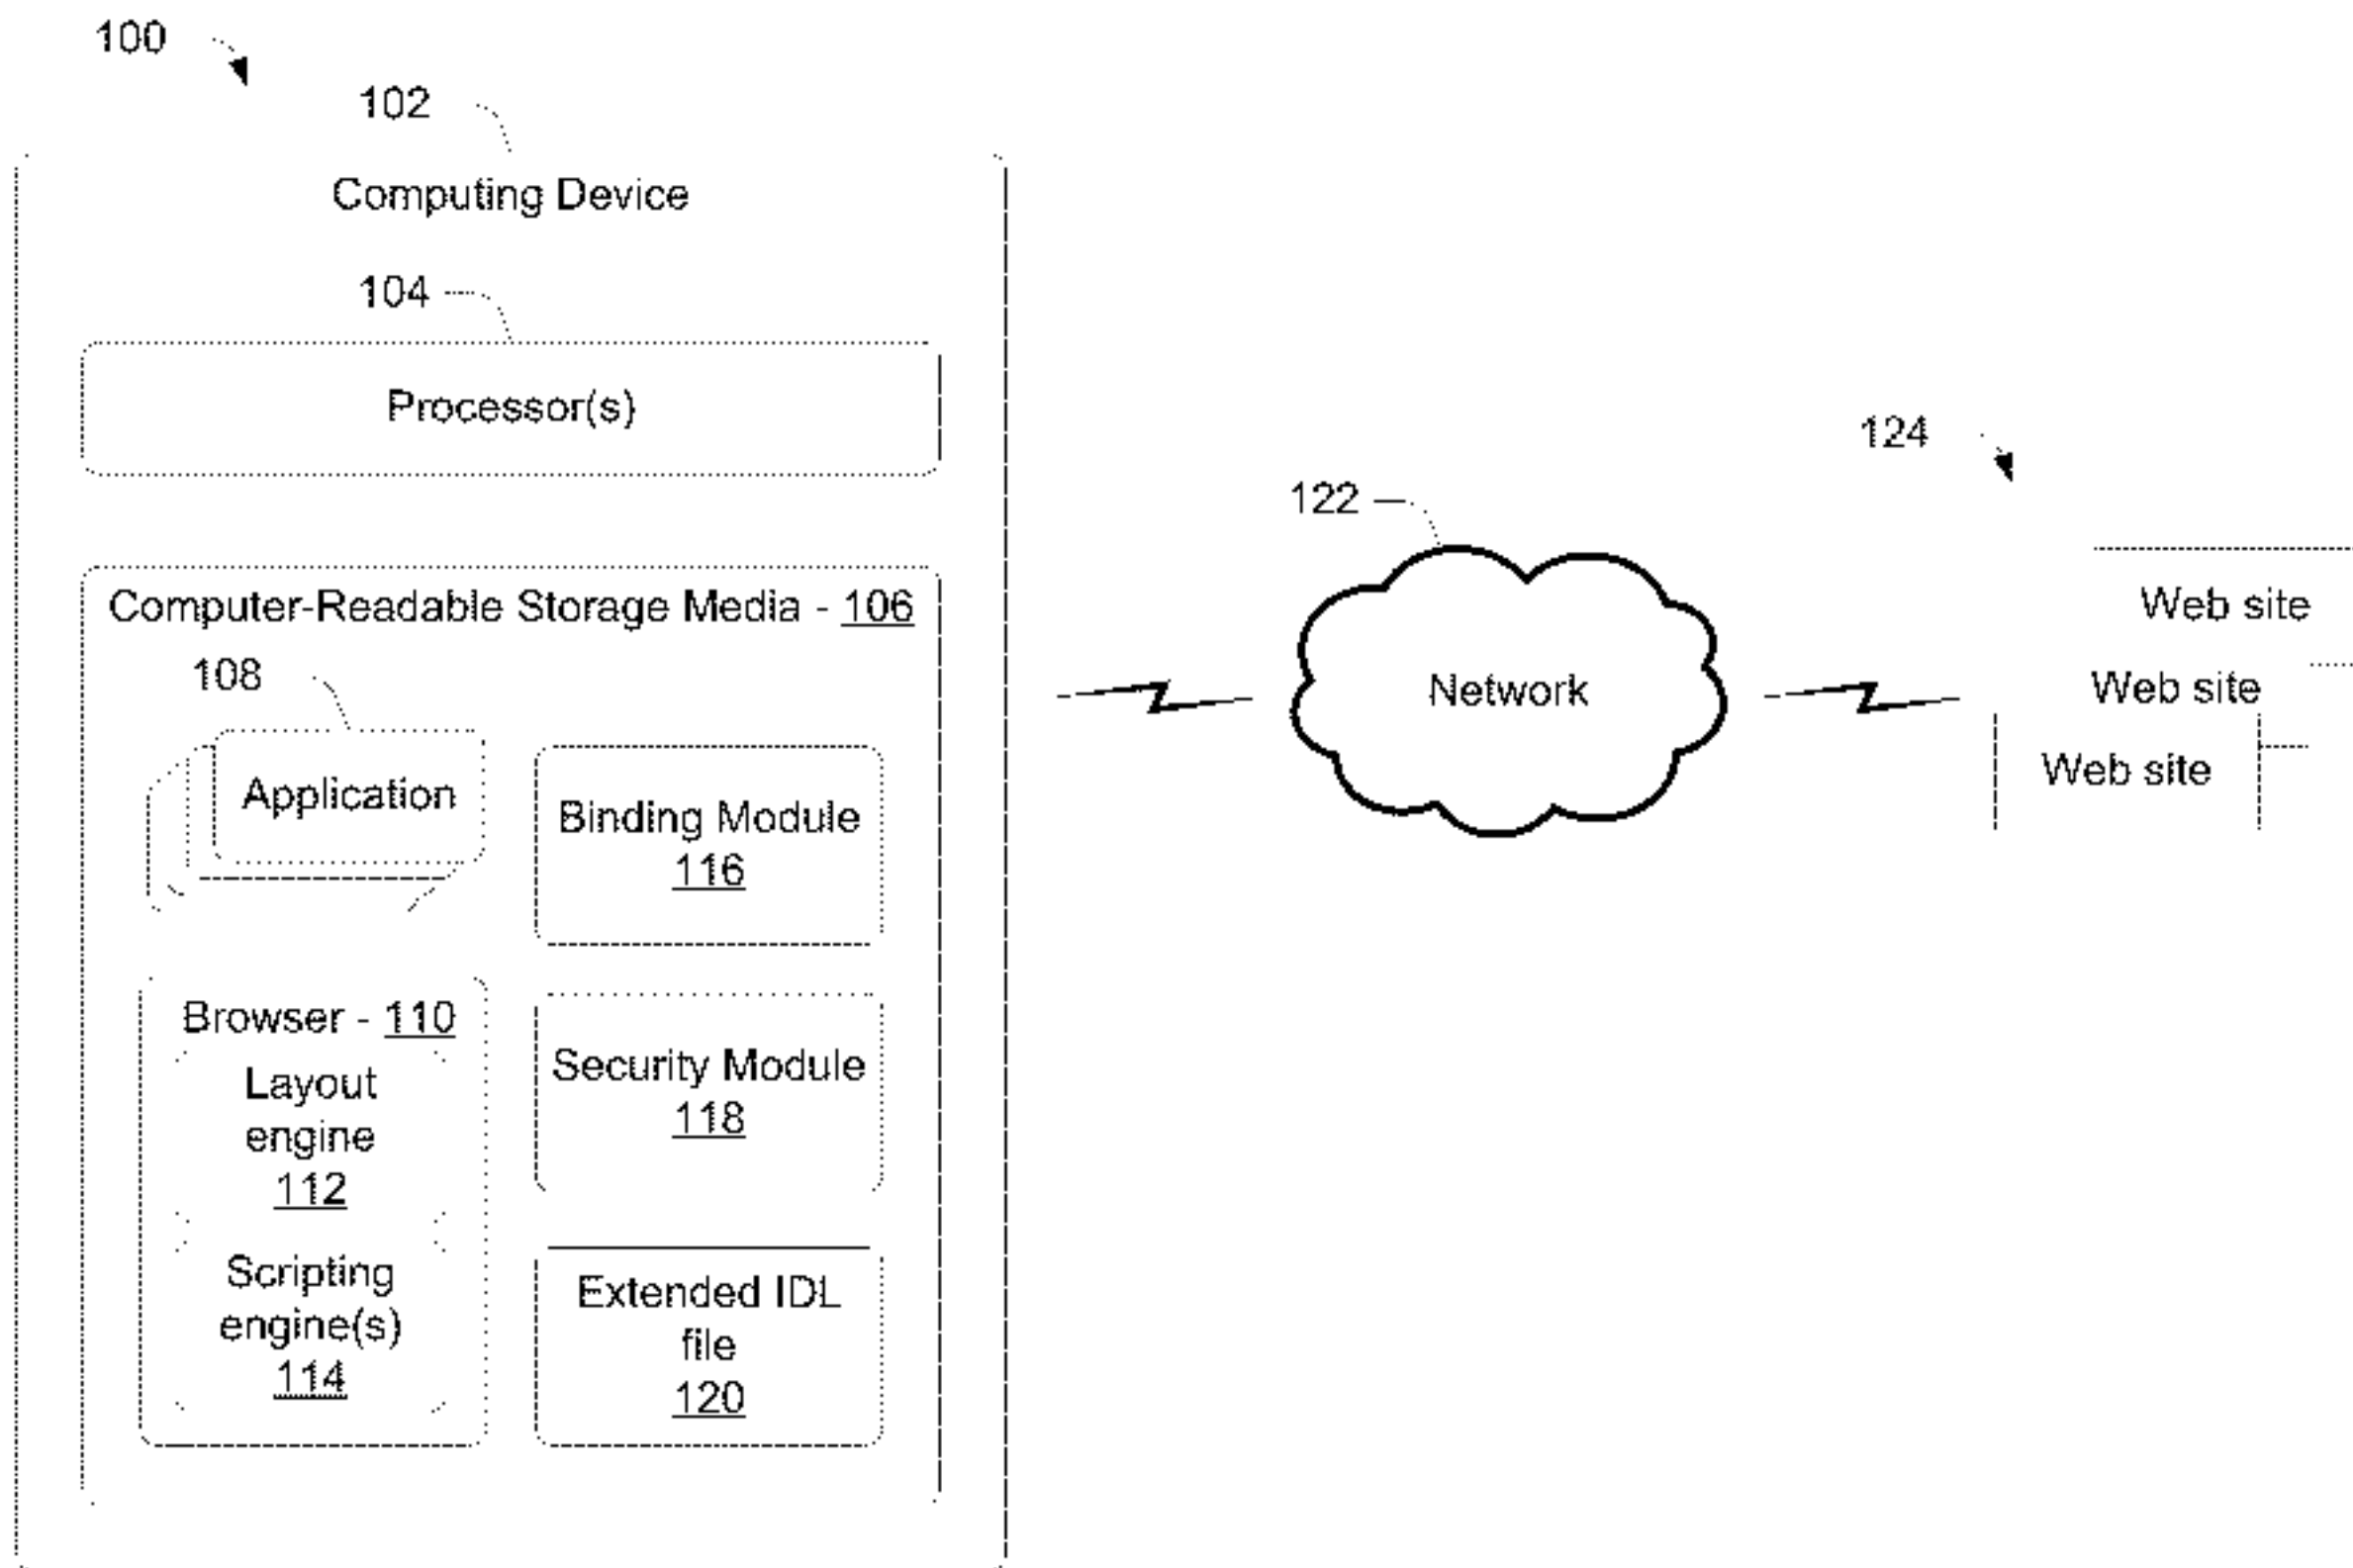 100
102
Computing Device
104
Processor(s)
Computer-Readable Storage Media - 106
108
Application
Binding Module
116
Browser - 110
Layout
engine
112
Scripting
engine(s)
114
Security Module
118
Extended IDL
file
120
122
Network
124
Web site
Web site
Web site